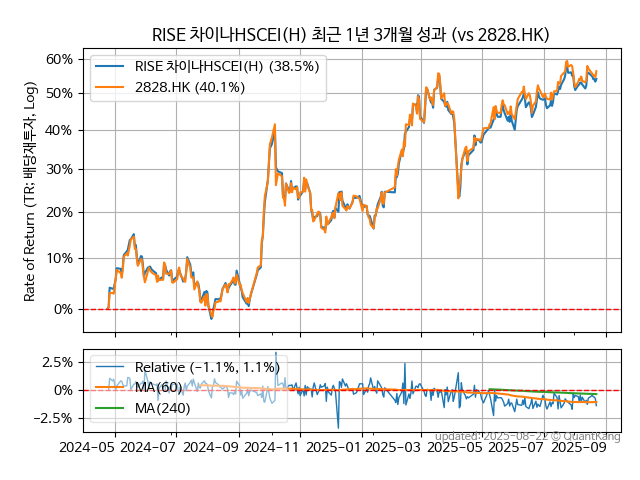 RISE 차이나HSCEI(H) 최근 1년 3개월 성과 (vs 2828.HK)
Rate of Return (TR: 배당재투자, Log)
60%
50%
40%
30%
20%
10%
0%
RISE 차이나HSCEI(H) (38.5%)
2828.HK (40.1%)
2.5%
0%
−2.5%
Relative (−1.1%, 1.1%)
MA(60)
MA(240)
updated: 2025-08-22 © QuantKang
2024−05 2024−07 2024−09 2024−11 2025−01 2025−03 2025−05 2025−07 2025−09